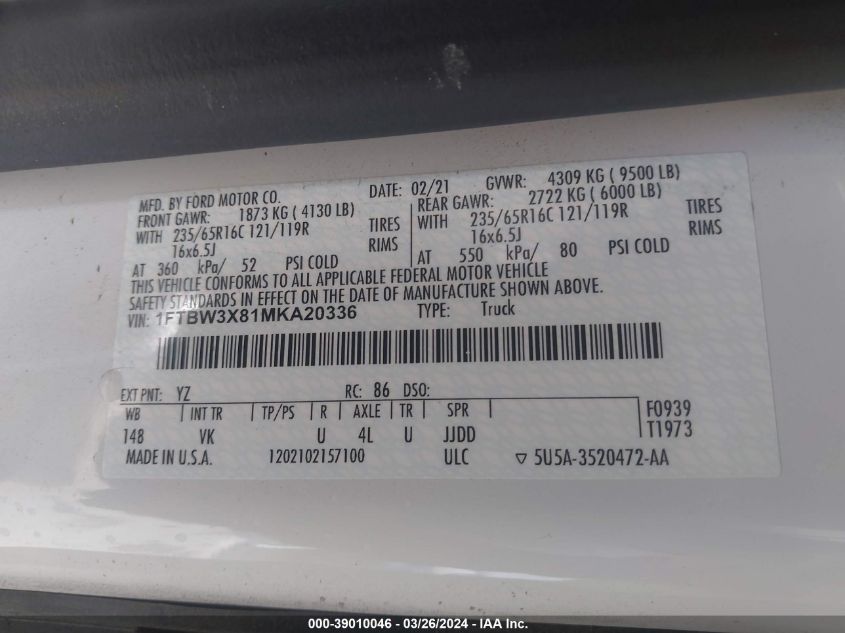 MFD. BY FORD MOTOR CO. DATE: 02/21 GVWR: 4309 KG ( 9500 LB)
FRONT GAWR: 1873 KG ( 4130 LB) REAR GAWR: 2722 KG ( 6000 LB)
WITH 235/65R16C 121/119R TIRES WITH 235/65R16C 121/119R TIRES
16x6.5J RIMS 16x6.5J RIMS
AT 360 kPa/ 52 PSI COLD AT 550 kPa/ 80 PSI COLD
THIS VEHICLE CONFORMS TO ALL APPLICABLE FEDERAL MOTOR VEHICLE
SAFETY STANDARDS IN EFFECT ON THE DATE OF MANUFACTURE SHOWN ABOVE.
VIN: 1FTBW3X81MKA20336 TYPE: Truck
EXT PNT: YZ RC: 86 DSO:
WB INT TR TP/PS R AXLE TR SPR F0939
148 VK U 4L U JJDD T1973
MADE IN U.S.A. 1202102157100 ULC ▽ 5U5A-3520472-AA
000-39010046 - 03/26/2024 - IAA Inc.